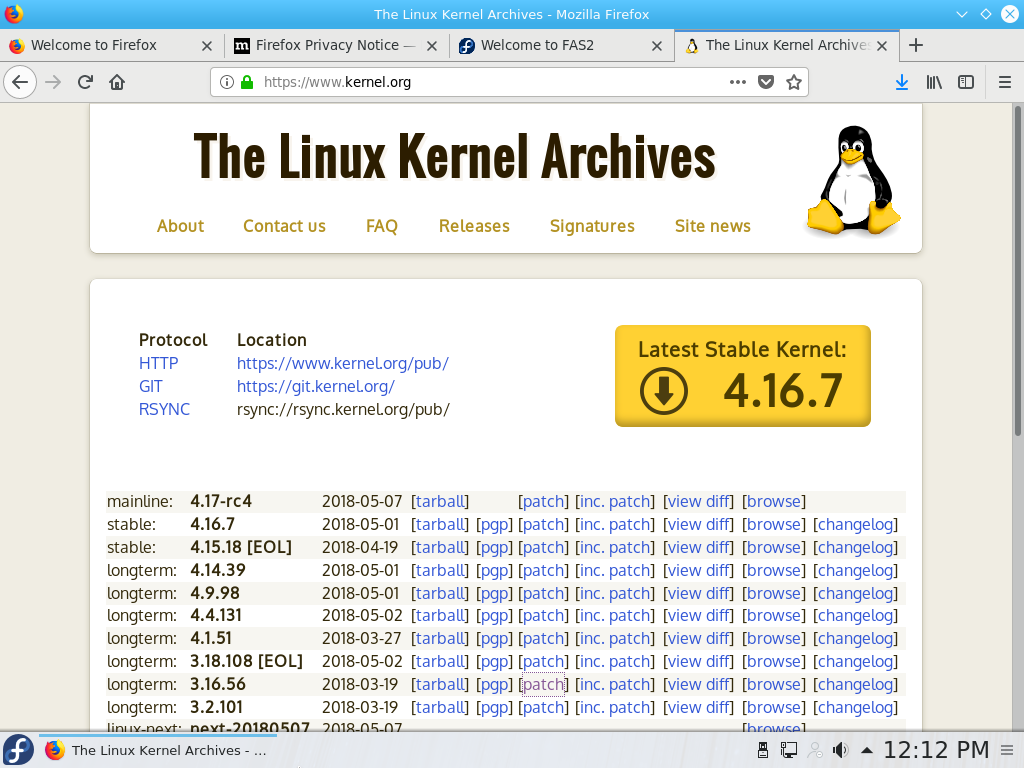 The Linux Kernel Archives - Mozilla Firefox
Welcome to Firefox
Firefox Privacy Notice —
Welcome to FAS2
The Linux Kernel Archives
https://www.kernel.org
The Linux Kernel Archives
About Contact us FAQ Releases Signatures Site news
Protocol Location
HTTP https://www.kernel.org/pub/
GIT https://git.kernel.org/
RSYNC rsync://rsync.kernel.org/pub/
Latest Stable Kernel:
4.16.7
mainline: 4.17-rc4 2018-05-07 [tarball] [patch] [inc. patch] [view diff] [browse]
stable: 4.16.7 2018-05-01 [tarball] [pgp] [patch] [inc. patch] [view diff] [browse] [changelog]
stable: 4.15.18 [EOL] 2018-04-19 [tarball] [pgp] [patch] [inc. patch] [view diff] [browse] [changelog]
longterm: 4.14.39 2018-05-01 [tarball] [pgp] [patch] [inc. patch] [view diff] [browse] [changelog]
longterm: 4.9.98 2018-05-01 [tarball] [pgp] [patch] [inc. patch] [view diff] [browse] [changelog]
longterm: 4.4.131 2018-05-02 [tarball] [pgp] [patch] [inc. patch] [view diff] [browse] [changelog]
longterm: 4.1.51 2018-03-27 [tarball] [pgp] [patch] [inc. patch] [view diff] [browse] [changelog]
longterm: 3.18.108 [EOL] 2018-05-02 [tarball] [pgp] [patch] [inc. patch] [view diff] [browse] [changelog]
longterm: 3.16.56 2018-03-19 [tarball] [pgp] [patch] [inc. patch] [view diff] [browse] [changelog]
longterm: 3.2.101 2018-03-19 [tarball] [pgp] [patch] [inc. patch] [view diff] [browse] [changelog]
linux-next: next-20180507 2018-05-07 [browse]
The Linux Kernel Archives - ...
12:12 PM